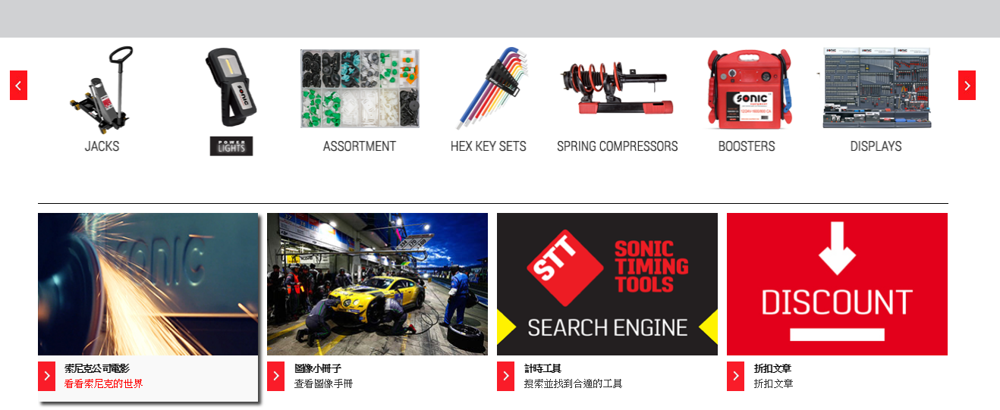 SONIC
SONIC
JACKS
POWER
LIGHTS
ASSORTMENT
HEX KEY SETS
SPRING COMPRESSORS
BOOSTERS
DISPLAYS
SONIC
STT
SONIC
TIMING
TOOLS
SEARCH ENGINE
DISCOUNT
索尼克公司電影
看看索尼克的世界
圖像小冊子
查看圖像手冊
計時工具
搜索並找到合適的工具
折扣文章
折扣文章